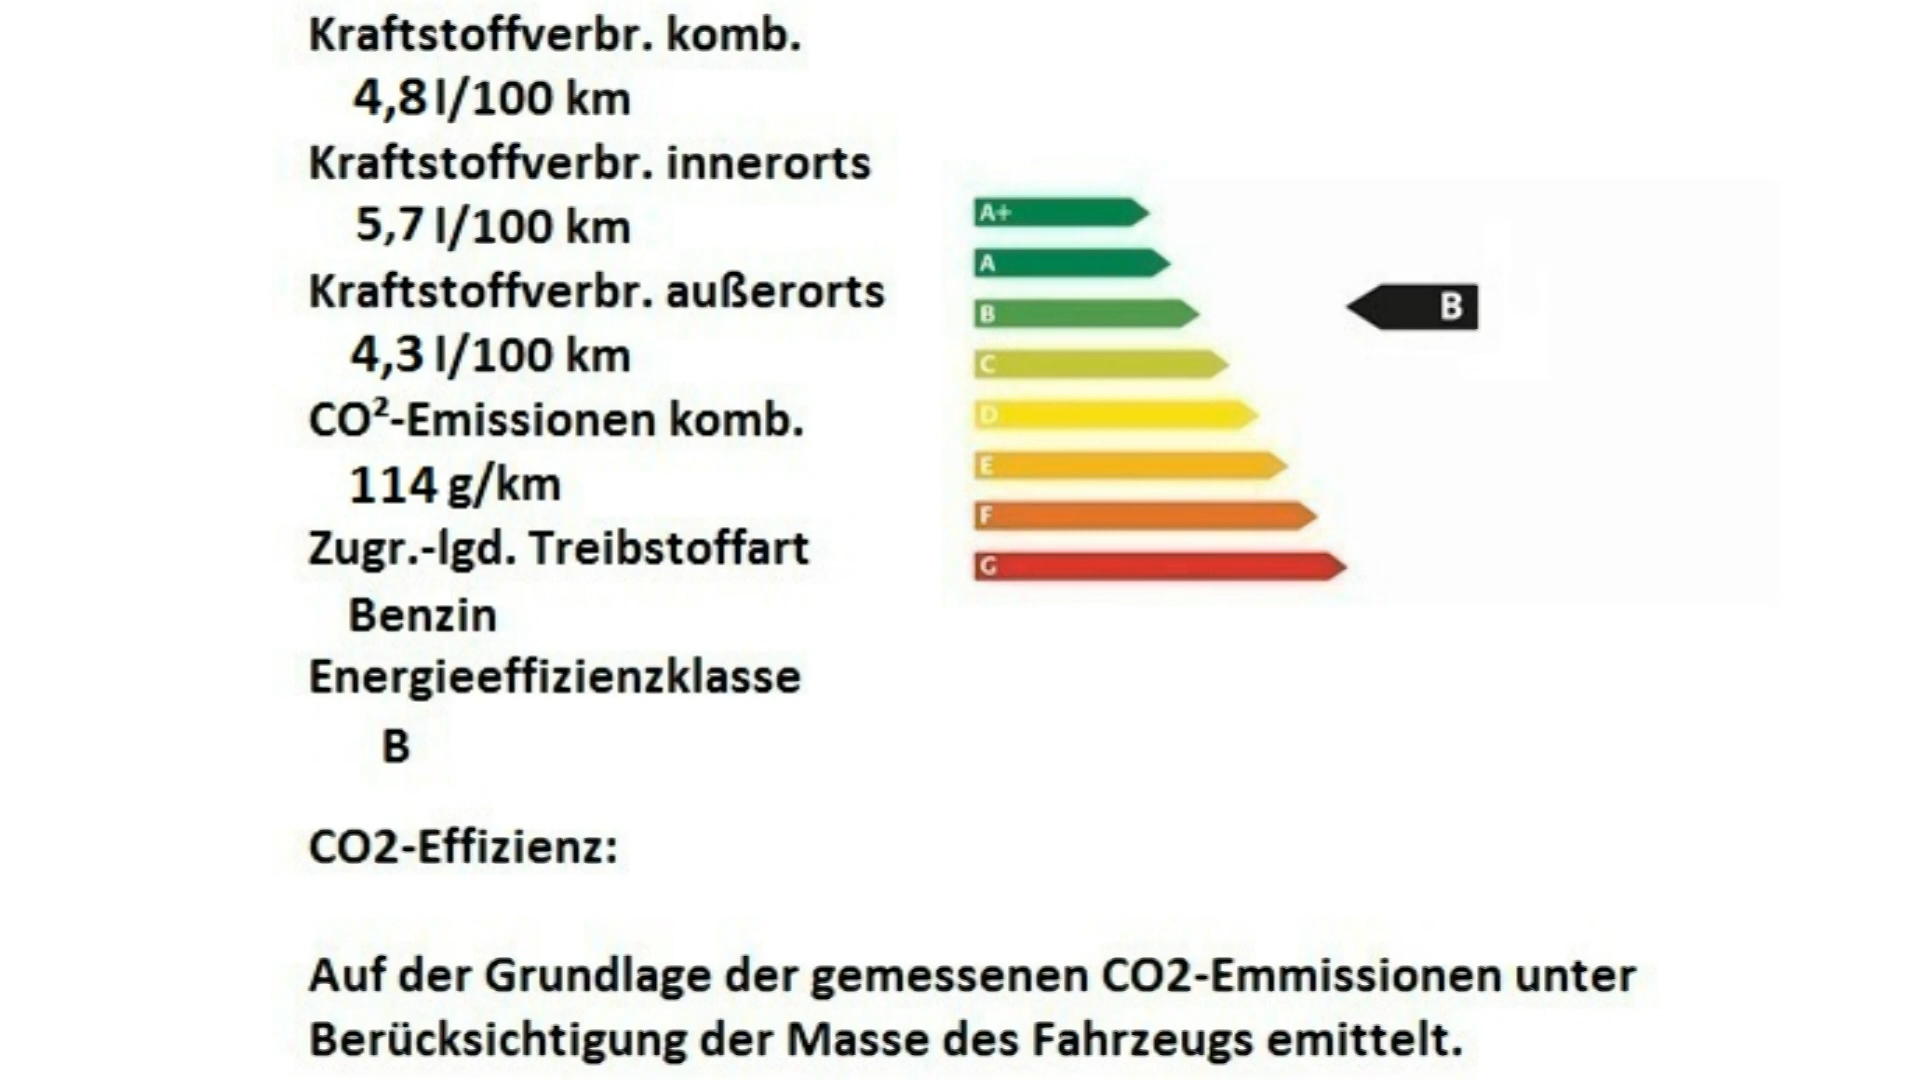 Kraftstoffverbr. komb.
4,8 l/100 km
Kraftstoffverbr. innerorts
5,7 l/100 km
Kraftstoffverbr. außerorts
4,3 l/100 km
CO²-Emissionen komb.
114 g/km
Zugr.-lgd. Treibstoffart
Benzin
Energieeffizienzklasse
B
A+
A
B
B
C
D
E
F
G
CO2-Effizienz:
Auf der Grundlage der gemessenen CO2-Emmissionen unter
Berücksichtigung der Masse des Fahrzeugs emittelt.